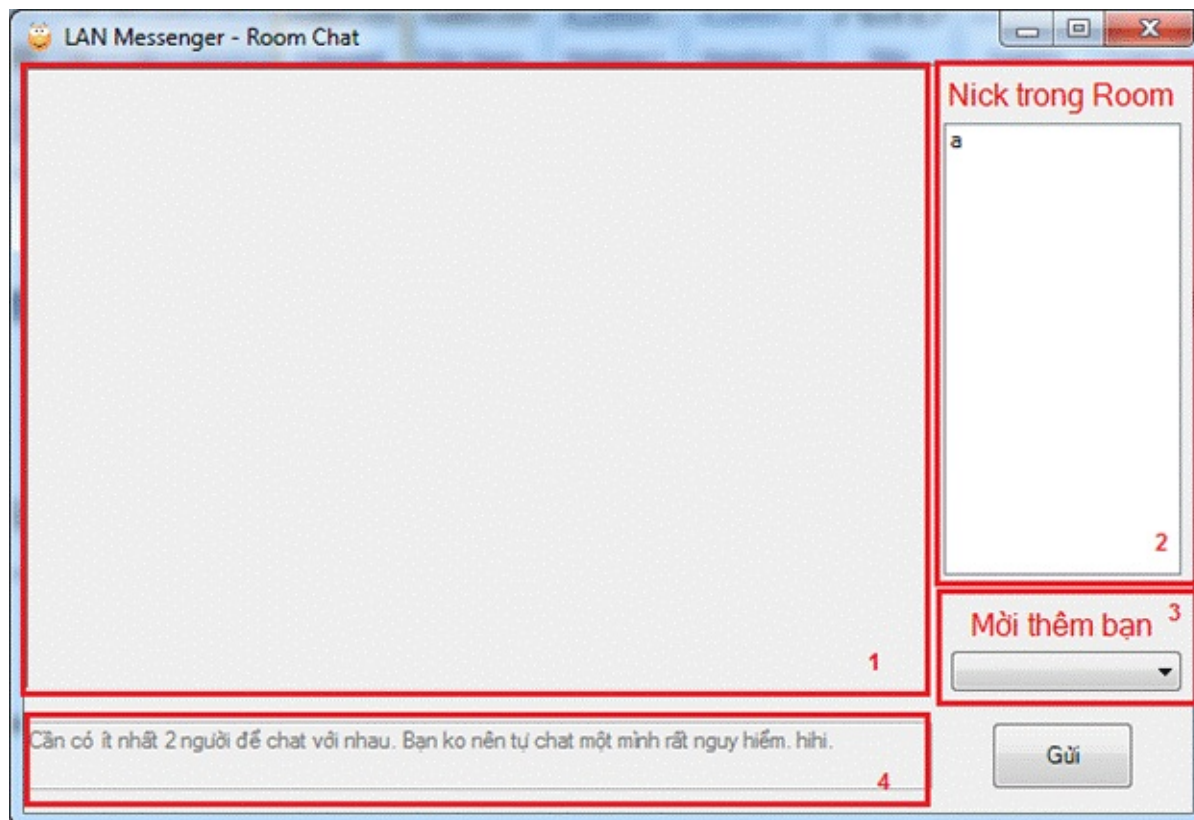 LAN Messenger - Room Chat
Nick trong Room
a
2
Mời thêm bạn 3
1
Cần có ít nhất 2 người để chat với nhau. Bạn ko nên tự chat một mình rất nguy hiểm. hihi.
4
Gửi